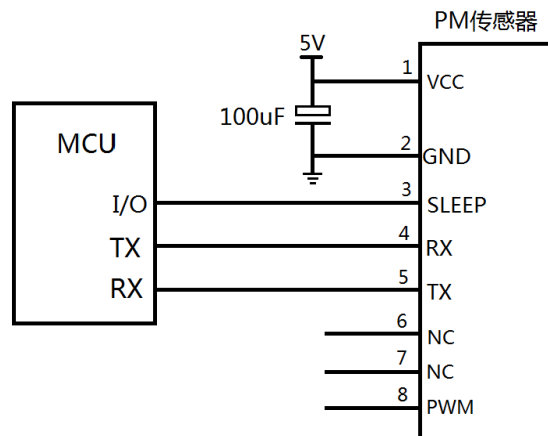 PM传感器
5V
1
VCC
100uF
MCU
2
GND
I/O
3
SLEEP
TX
4
RX
RX
5
TX
6
NC
7
NC
8
PWM